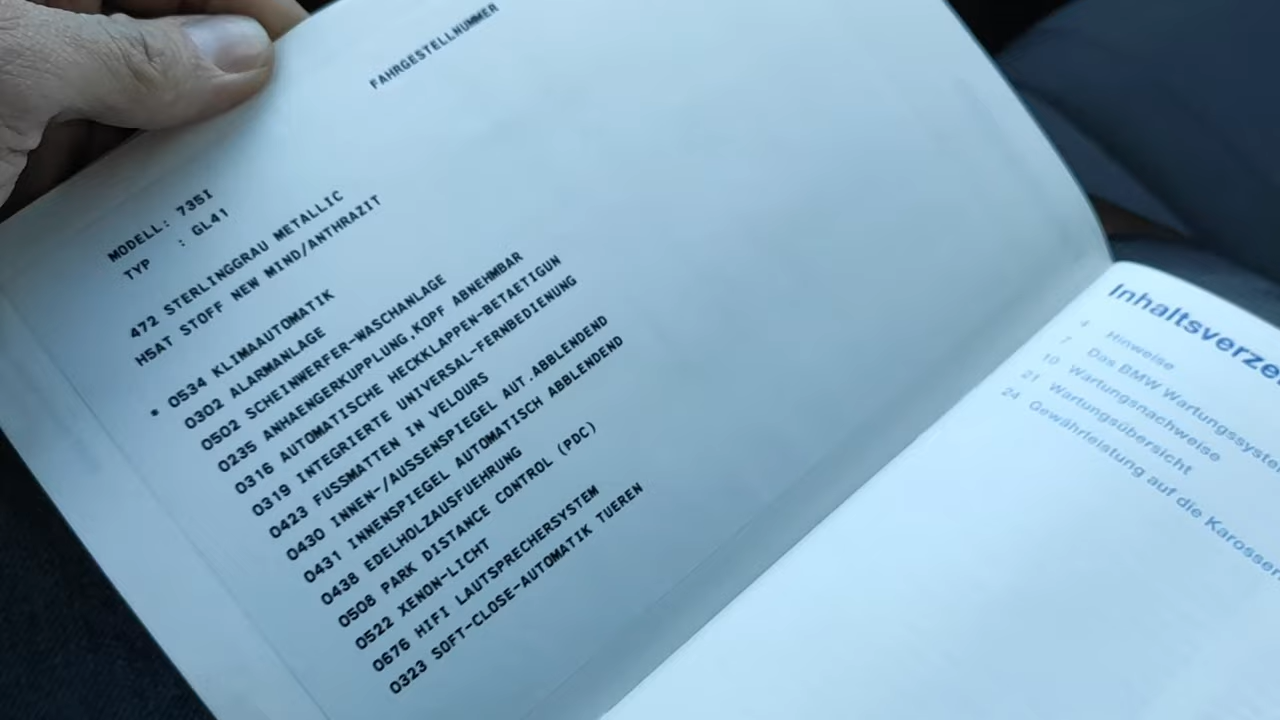 FAHRGESTELLNUMMER
MODELL: 735I
TYP : GL41
472 STERLINGGRAU METALLIC
H5AT STOFF NEW MIND/ANTHRAZIT
* 0534 KLIMAAUTOMATIK
0302 ALARMANLAGE
0502 SCHEINWERFER-WASCHANLAGE
0235 ANHAENGERKUPPLUNG,KOPF ABNEHMBAR
0316 AUTOMATISCHE HECKKLAPPEN-BETAETIGUN
0319 INTEGRIERTE UNIVERSAL-FERNBEDIENUNG
0423 FUSSMATTEN IN VELOURS
0430 INNEN-/AUSSENSPIEGEL AUT.ABBLENDEND
0431 INNENSPIEGEL AUTOMATISCH ABBLENDEND
0438 EDELHOLZAUSFUEHRUNG
0508 PARK DISTANCE CONTROL (PDC)
0522 XENON-LICHT
0676 HIFI LAUTSPRECHERSYSTEM
0323 SOFT-CLOSE-AUTOMATIK TUEREN
Inhaltsverze
4 Hinweise
7 Das BMW Wartungssyste
10 Wartungsnachweise
21 Wartungsübersicht
24 Gewährleistung auf die Karosser